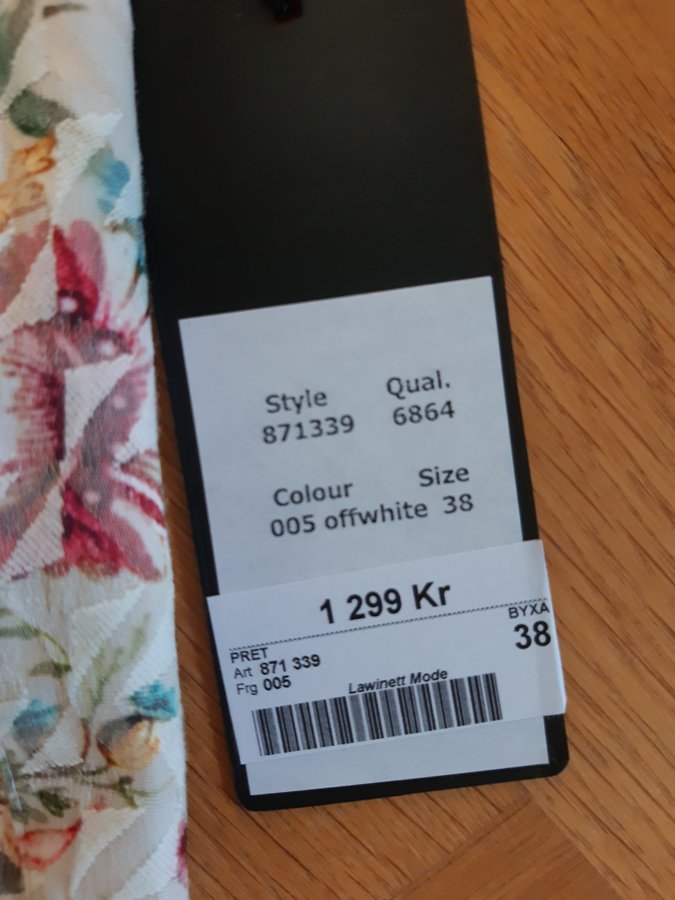 Style Qual.
871339 6864
Colour Size
005 offwhite 38
1 299 Kr
BYXA
PRET 38
Art 871 339
Frg 005
Lawinett Mode